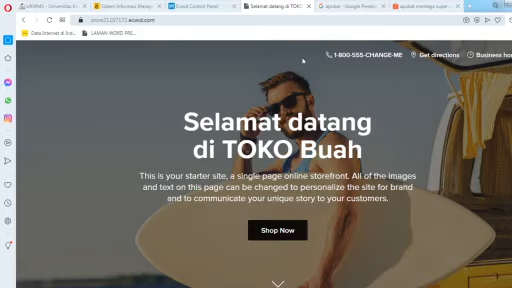 UKWMS - Universitas K
Sistem Informasi Manaj
Ecwid Control Panel
Selamat datang di TOKO
apobat - Google Penelu
apobat memega super
store21167171.ecwid.com
Data Internet di Ind...
LAMAN WORD PRE...
1-800-555-CHANGE-ME
Get directions
Business ho
Selamat datang
di TOKO Buah
This is your starter site, a single page online storefront. All of the images
and text on this page can be changed to personalize the site for brand
and to communicate your unique story to your customers.
Shop Now